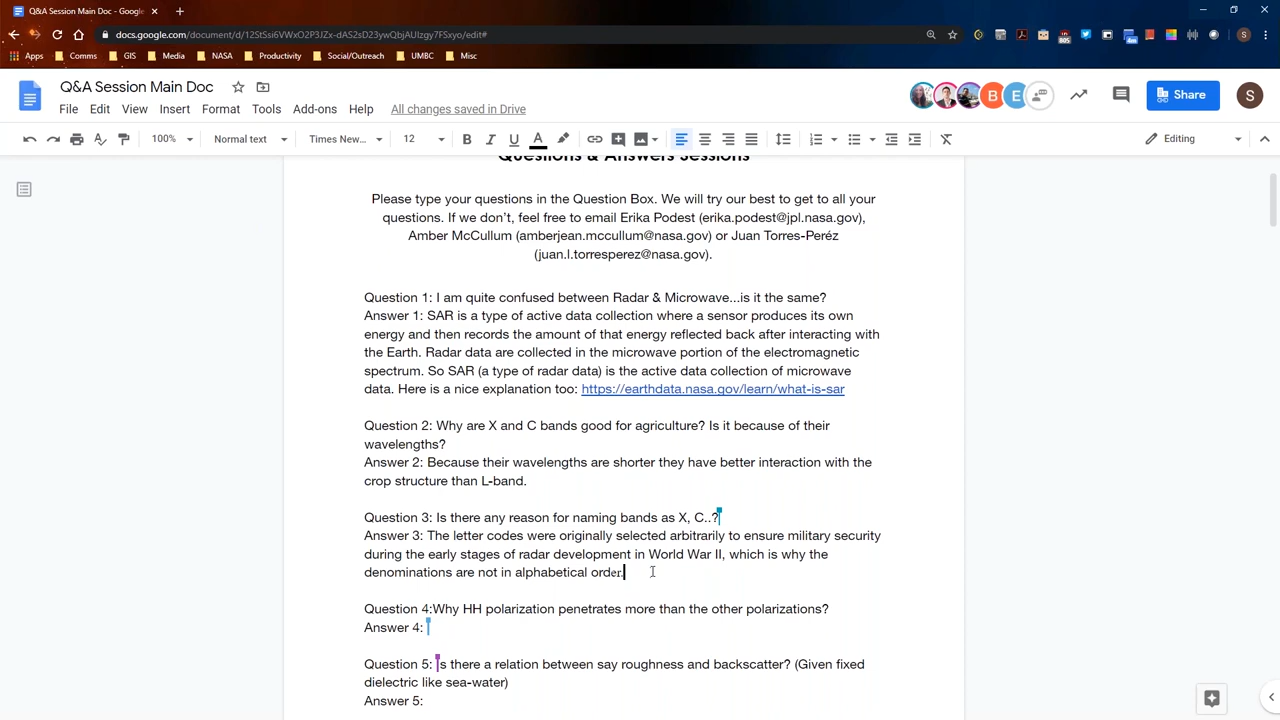 Q&A Session Main Doc - Google
docs.google.com/document/d/12StSsi6VWxO2P3JZx-dAS2sD23ywQbjAUlzgy7FSxyo/edit#
Apps Comms GIS Media NASA Productivity Social/Outreach UMBC Misc
Q&A Session Main Doc
File Edit View Insert Format Tools Add-ons Help All changes saved in Drive
B E Share S
100% Normal text Times New... 12 B I U A Editing
Questions & Answers Sessions
Please type your questions in the Question Box. We will try our best to get to all your
questions. If we don't, feel free to email Erika Podest (erika.podest@jpl.nasa.gov),
Amber McCullum (amberjean.mccullum@nasa.gov) or Juan Torres-Peréz
(juan.l.torresperez@nasa.gov).
Question 1: I am quite confused between Radar & Microwave...is it the same?
Answer 1: SAR is a type of active data collection where a sensor produces its own
energy and then records the amount of that energy reflected back after interacting with
the Earth. Radar data are collected in the microwave portion of the electromagnetic
spectrum. So SAR (a type of radar data) is the active data collection of microwave
data. Here is a nice explanation too: https://earthdata.nasa.gov/learn/what-is-sar
Question 2: Why are X and C bands good for agriculture? Is it because of their
wavelengths?
Answer 2: Because their wavelengths are shorter they have better interaction with the
crop structure than L-band.
Question 3: Is there any reason for naming bands as X, C..?
Answer 3: The letter codes were originally selected arbitrarily to ensure military security
during the early stages of radar development in World War II, which is why the
denominations are not in alphabetical order.
Question 4:Why HH polarization penetrates more than the other polarizations?
Answer 4:
Question 5: Is there a relation between say roughness and backscatter? (Given fixed
dielectric like sea-water)
Answer 5: